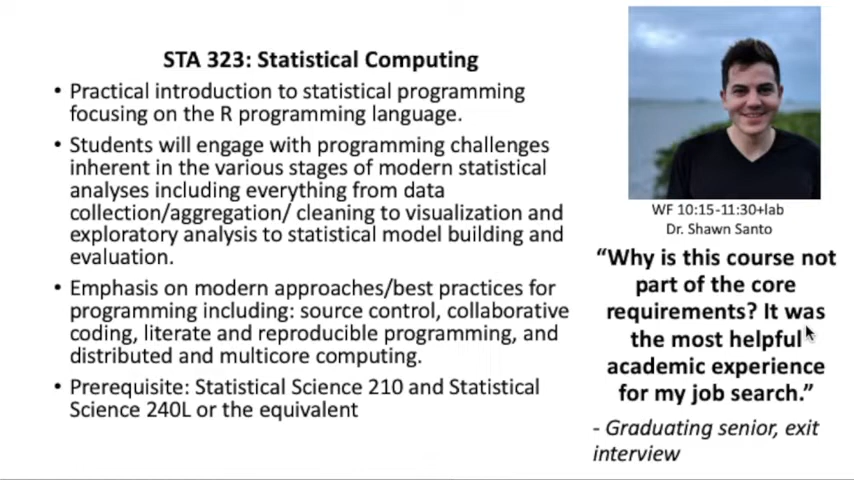 STA 323: Statistical Computing
• Practical introduction to statistical programming
focusing on the R programming language.
• Students will engage with programming challenges
inherent in the various stages of modern statistical
analyses including everything from data
collection/aggregation/ cleaning to visualization and
exploratory analysis to statistical model building and
evaluation.
• Emphasis on modern approaches/best practices for
programming including: source control, collaborative
coding, literate and reproducible programming, and
distributed and multicore computing.
• Prerequisite: Statistical Science 210 and Statistical
Science 240L or the equivalent
WF 10:15-11:30+lab
Dr. Shawn Santo
“Why is this course not
part of the core
requirements? It was
the most helpful
academic experience
for my job search.”
- Graduating senior, exit
interview